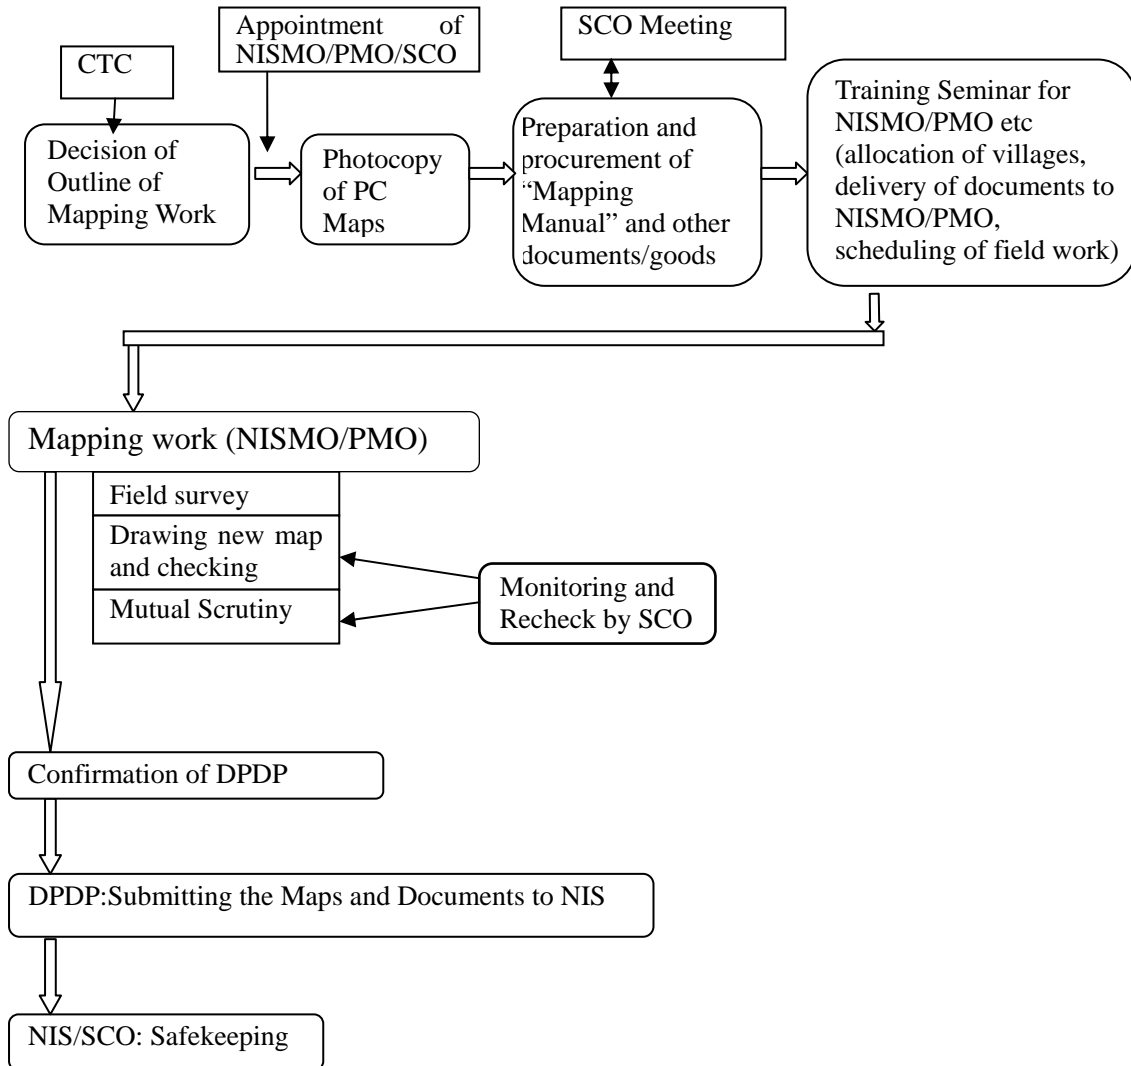 CTC
Appointment of
NISMO/PMO/SCO
SCO Meeting
Decision of
Outline of
Mapping Work
Photocopy
of PC
Maps
Preparation and
procurement of
“Mapping
Manual” and other
documents/goods
Training Seminar for
NISMO/PMO etc
(allocation of villages,
delivery of documents to
NISMO/PMO,
scheduling of field work)
Mapping work (NISMO/PMO)
Field survey
Drawing new map
and checking
Mutual Scrutiny
Monitoring and
Recheck by SCO
Confirmation of DPDP
DPDP:Submitting the Maps and Documents to NIS
NIS/SCO: Safekeeping